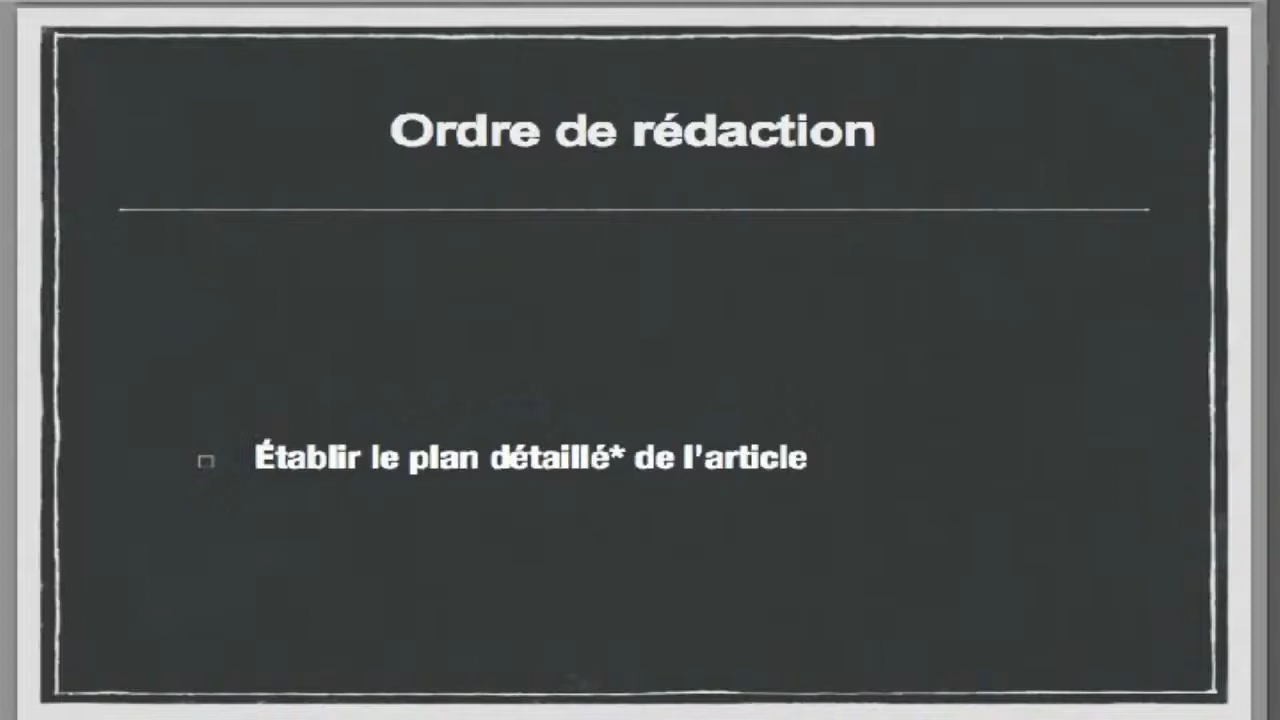 Ordre de rédaction
Établir le plan détaillé* de l'article